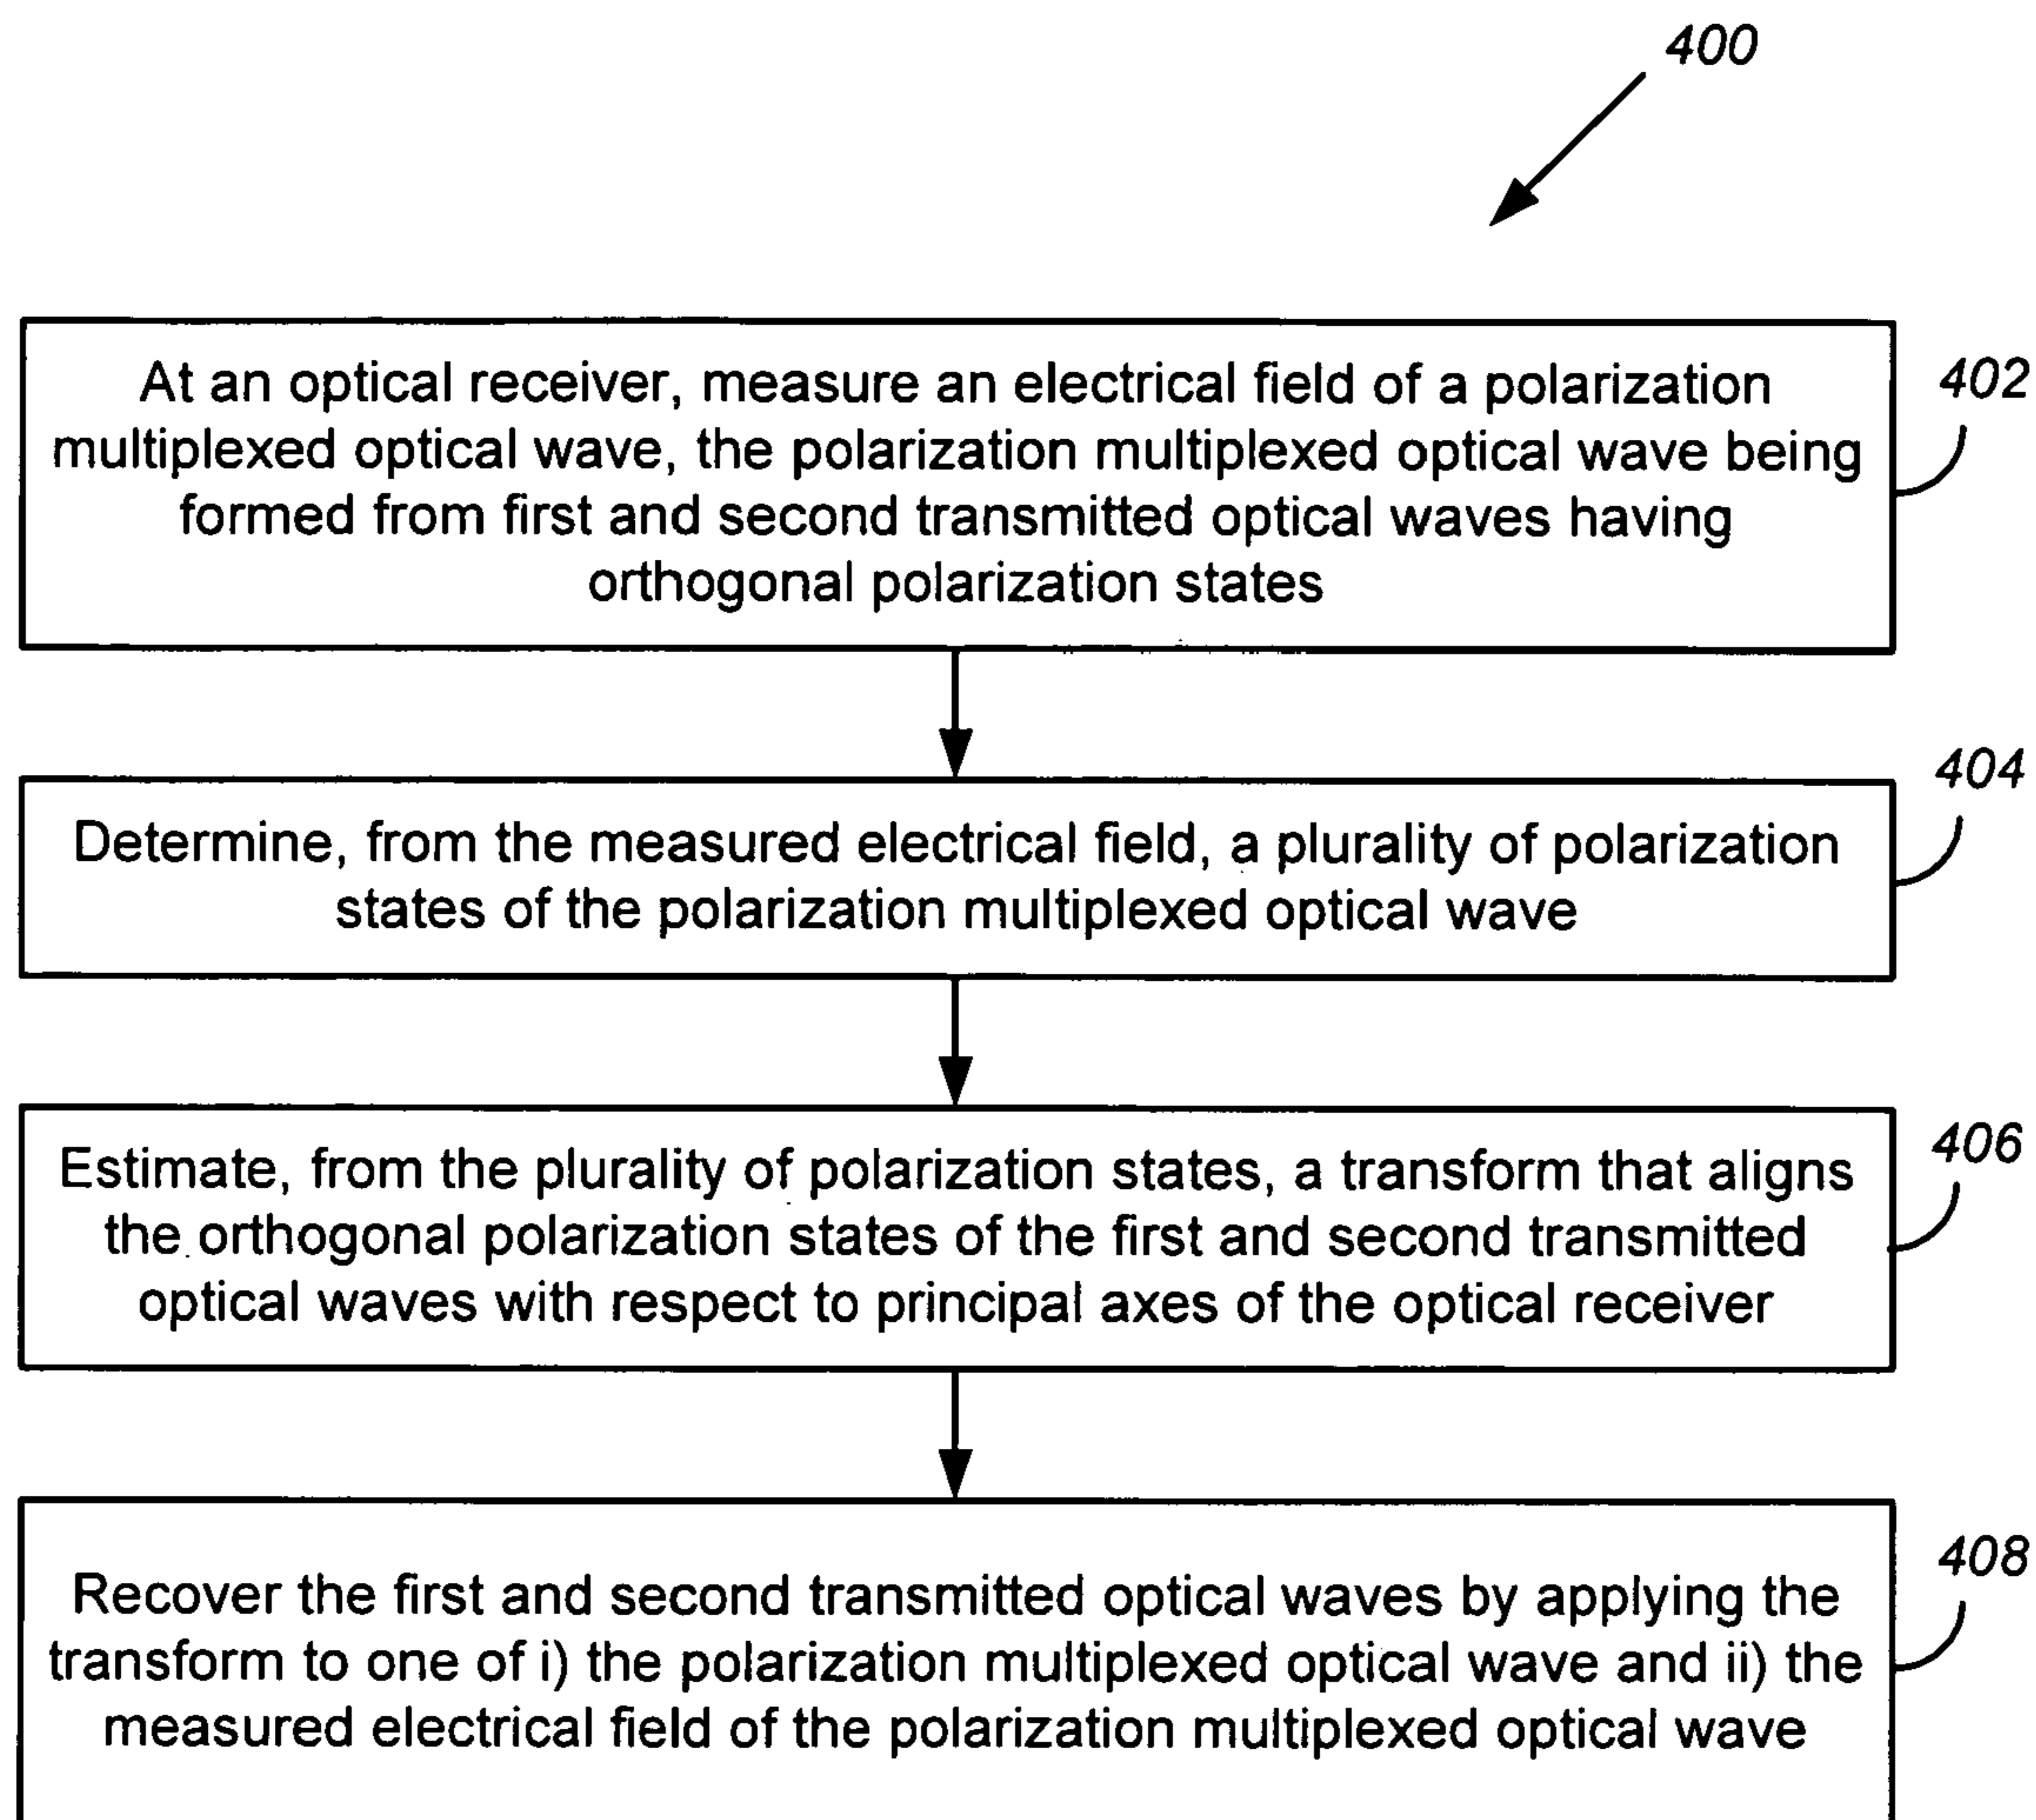 400
At an optical receiver, measure an electrical field of a polarization
multiplexed optical wave, the polarization multiplexed optical wave being
formed from first and second transmitted optical waves having
orthogonal polarization states
402
Determine, from the measured electrical field, a plurality of polarization
states of the polarization multiplexed optical wave
404
Estimate, from the plurality of polarization states, a transform that aligns
the orthogonal polarization states of the first and second transmitted
optical waves with respect to principal axes of the optical receiver
406
Recover the first and second transmitted optical waves by applying the
transform to one of i) the polarization multiplexed optical wave and ii) the
measured electrical field of the polarization multiplexed optical wave
408